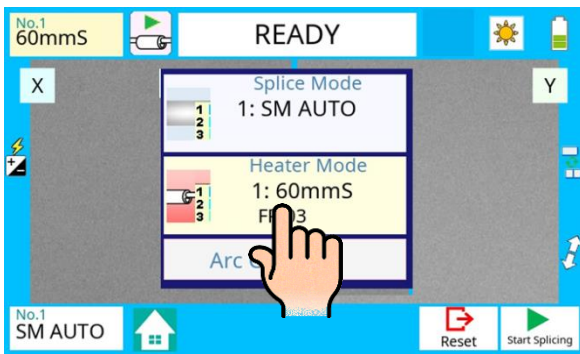 No.1
60mmS
READY
X
Y
Splice Mode
1: SM AUTO
1
2
3
Heater Mode
1: 60mmS
1
2
3
Arc
No.1
SM AUTO
Reset
Start Splicing